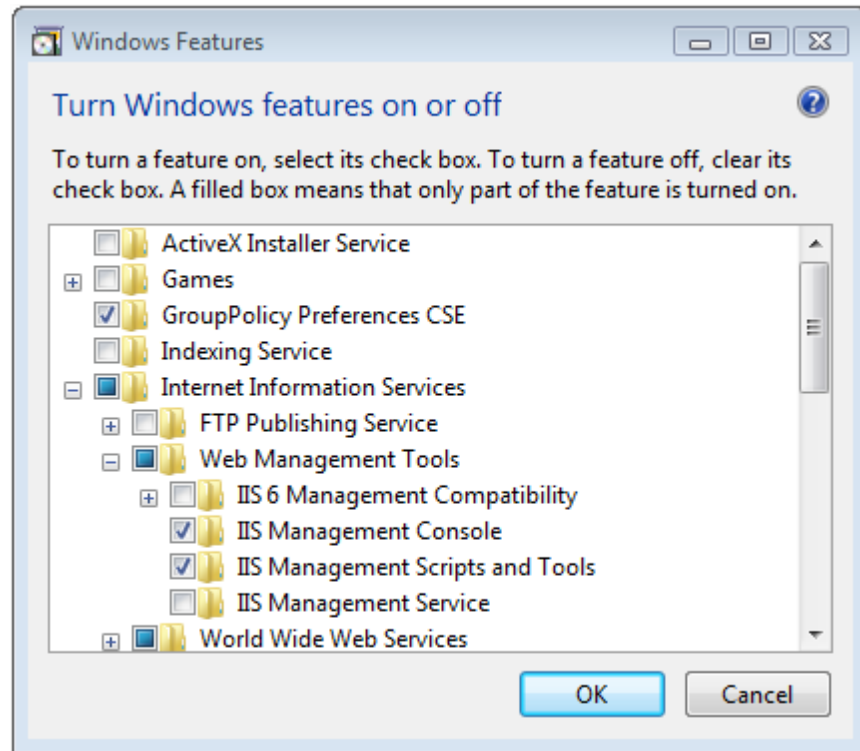 Windows Features
Turn Windows features on or off
To turn a feature on, select its check box. To turn a feature off, clear its
check box. A filled box means that only part of the feature is turned on.
ActiveX Installer Service
Games
GroupPolicy Preferences CSE
Indexing Service
Internet Information Services
FTP Publishing Service
Web Management Tools
IIS 6 Management Compatibility
IIS Management Console
IIS Management Scripts and Tools
IIS Management Service
World Wide Web Services
OK Cancel